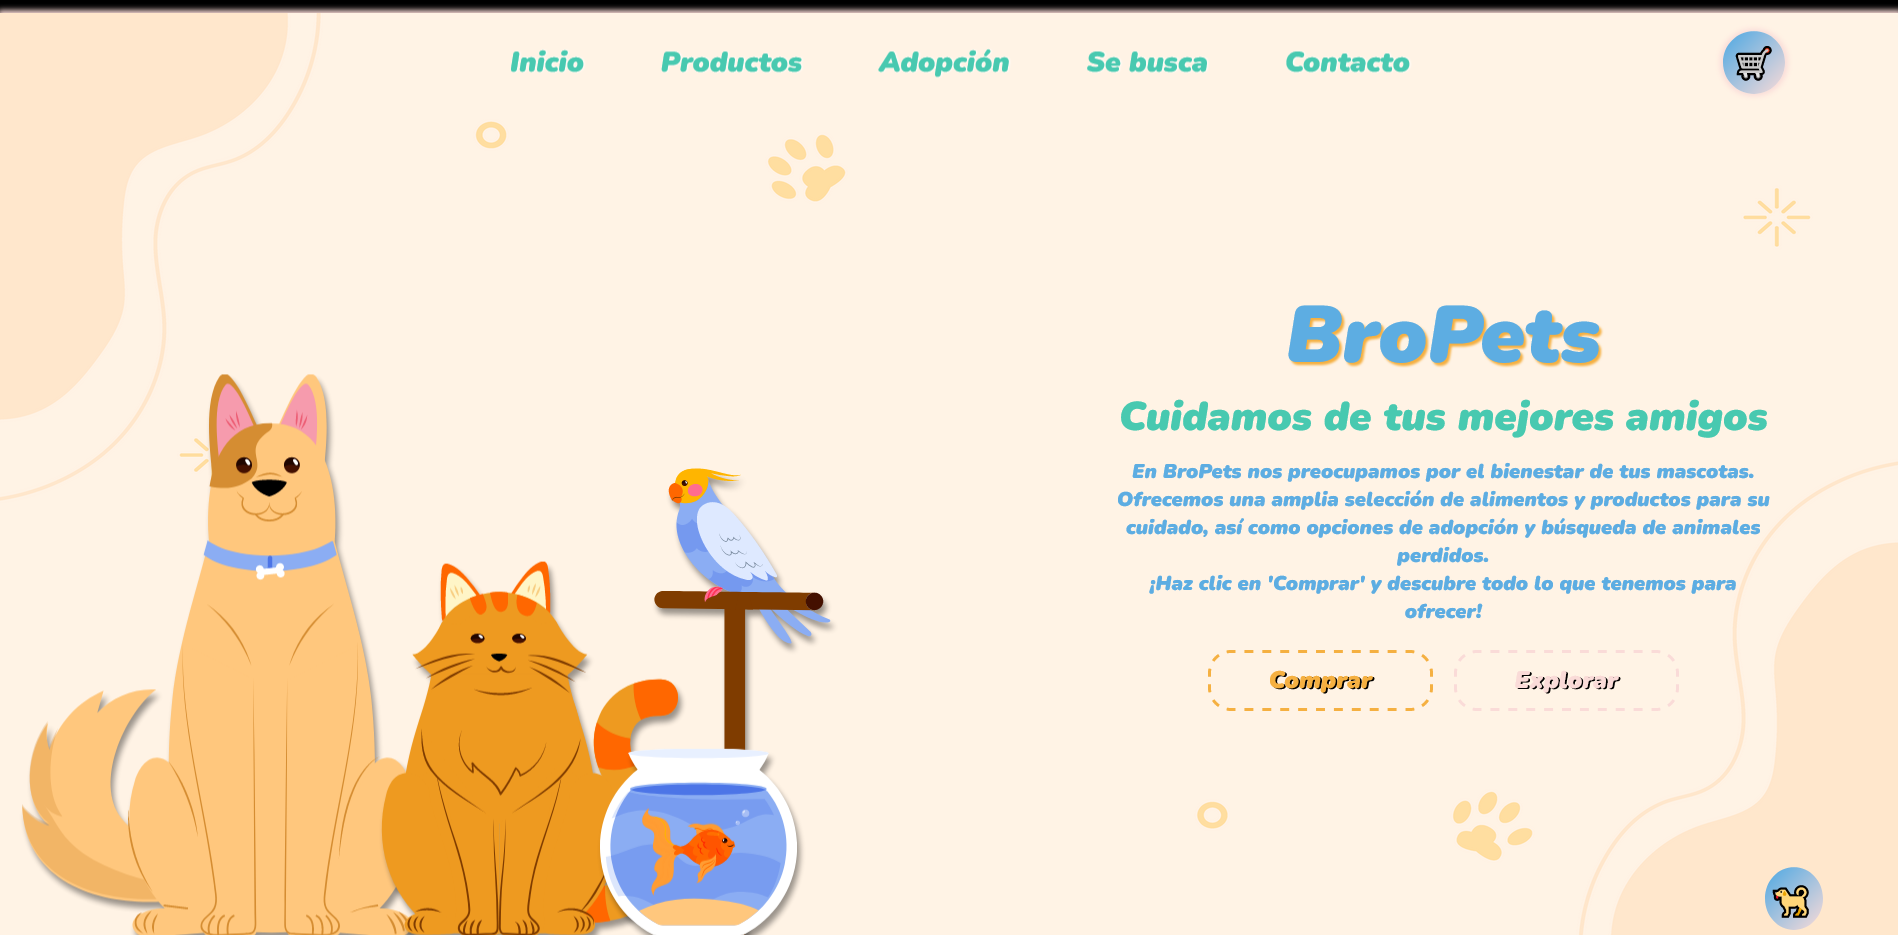 Inicio Productos Adopción Se busca Contacto
BroPets
Cuidamos de tus mejores amigos
En BroPets nos preocupamos por el bienestar de tus mascotas.
Ofrecemos una amplia selección de alimentos y productos para su
cuidado, así como opciones de adopción y búsqueda de animales
perdidos.
¡Haz clic en 'Comprar' y descubre todo lo que tenemos para
ofrecer!
Comprar Explorar